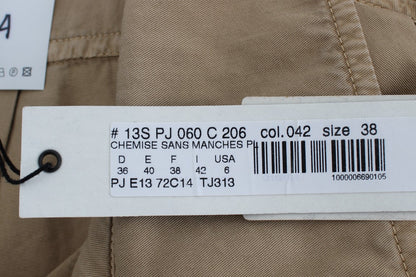 A
# 13S PJ 060 C 206 col.042 size 38
CHEMISE SANS MANCHES PL
D E F I USA
36 40 38 42 6
PJ E13 72C14 TJ313
1000006690105